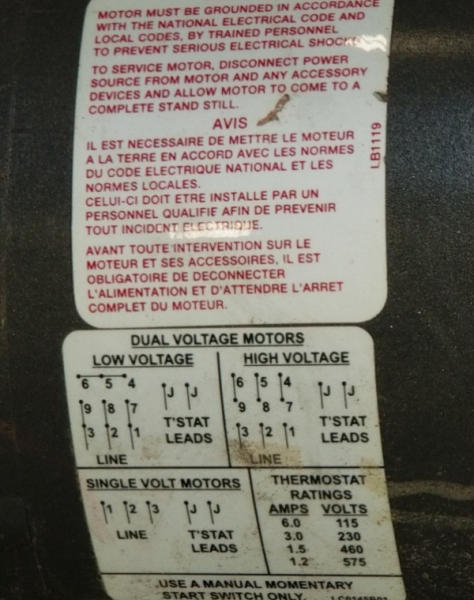 MOTOR MUST BE GROUNDED IN ACCORDANCE
WITH THE NATIONAL ELECTRICAL CODE AND
LOCAL CODES, BY TRAINED PERSONNEL
TO PREVENT SERIOUS ELECTRICAL SHOCK
TO SERVICE MOTOR, DISCONNECT POWER
SOURCE FROM MOTOR AND ANY ACCESSORY
DEVICES AND ALLOW MOTOR TO COME TO A
COMPLETE STAND STILL.
AVIS
IL EST NECESSAIRE DE METTRE LE MOTEUR
A LA TERRE EN ACCORD AVEC LES NORMES
DU CODE ELECTRIQUE NATIONAL ET LES
NORMES LOCALES.
CELUI-CI DOIT ETRE INSTALLE PAR UN
PERSONNEL QUALIFIE AFIN DE PREVENIR
TOUT INCIDENT ELECTRIQUE.
AVANT TOUTE INTERVENTION SUR LE
MOTEUR ET SES ACCESSOIRES, IL EST
OBLIGATOIRE DE DECONNECTER
L'ALIMENTATION ET D'ATTENDRE L'ARRET
COMPLET DU MOTEUR.
LB1119
DUAL VOLTAGE MOTORS
LOW VOLTAGE
6 5 4
9 8 7 J J
3 2 1 T'STAT
LEADS
LINE
HIGH VOLTAGE
6 5 4 J J
9 8 7
3 2 1 T'STAT
LEADS
LINE
SINGLE VOLT MOTORS
1 2 3 J J
LINE T'STAT
LEADS
THERMOSTAT
RATINGS
AMPS VOLTS
6.0 115
3.0 230
1.5 460
1.2 575
USE A MANUAL MOMENTARY
START SWITCH ONLY.